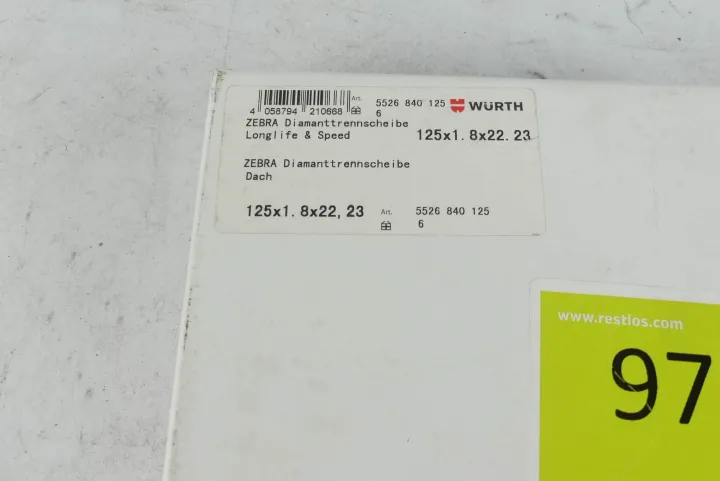 Art. 5526 840 125 WÜRTH
4 058794 210668 6
ZEBRA Diamanttrennscheibe
Longlife & Speed 125x1.8x22.23
ZEBRA Diamanttrennscheibe
Dach
125x1.8x22,23 Art. 5526 840 125
6
www.restlos.com
97